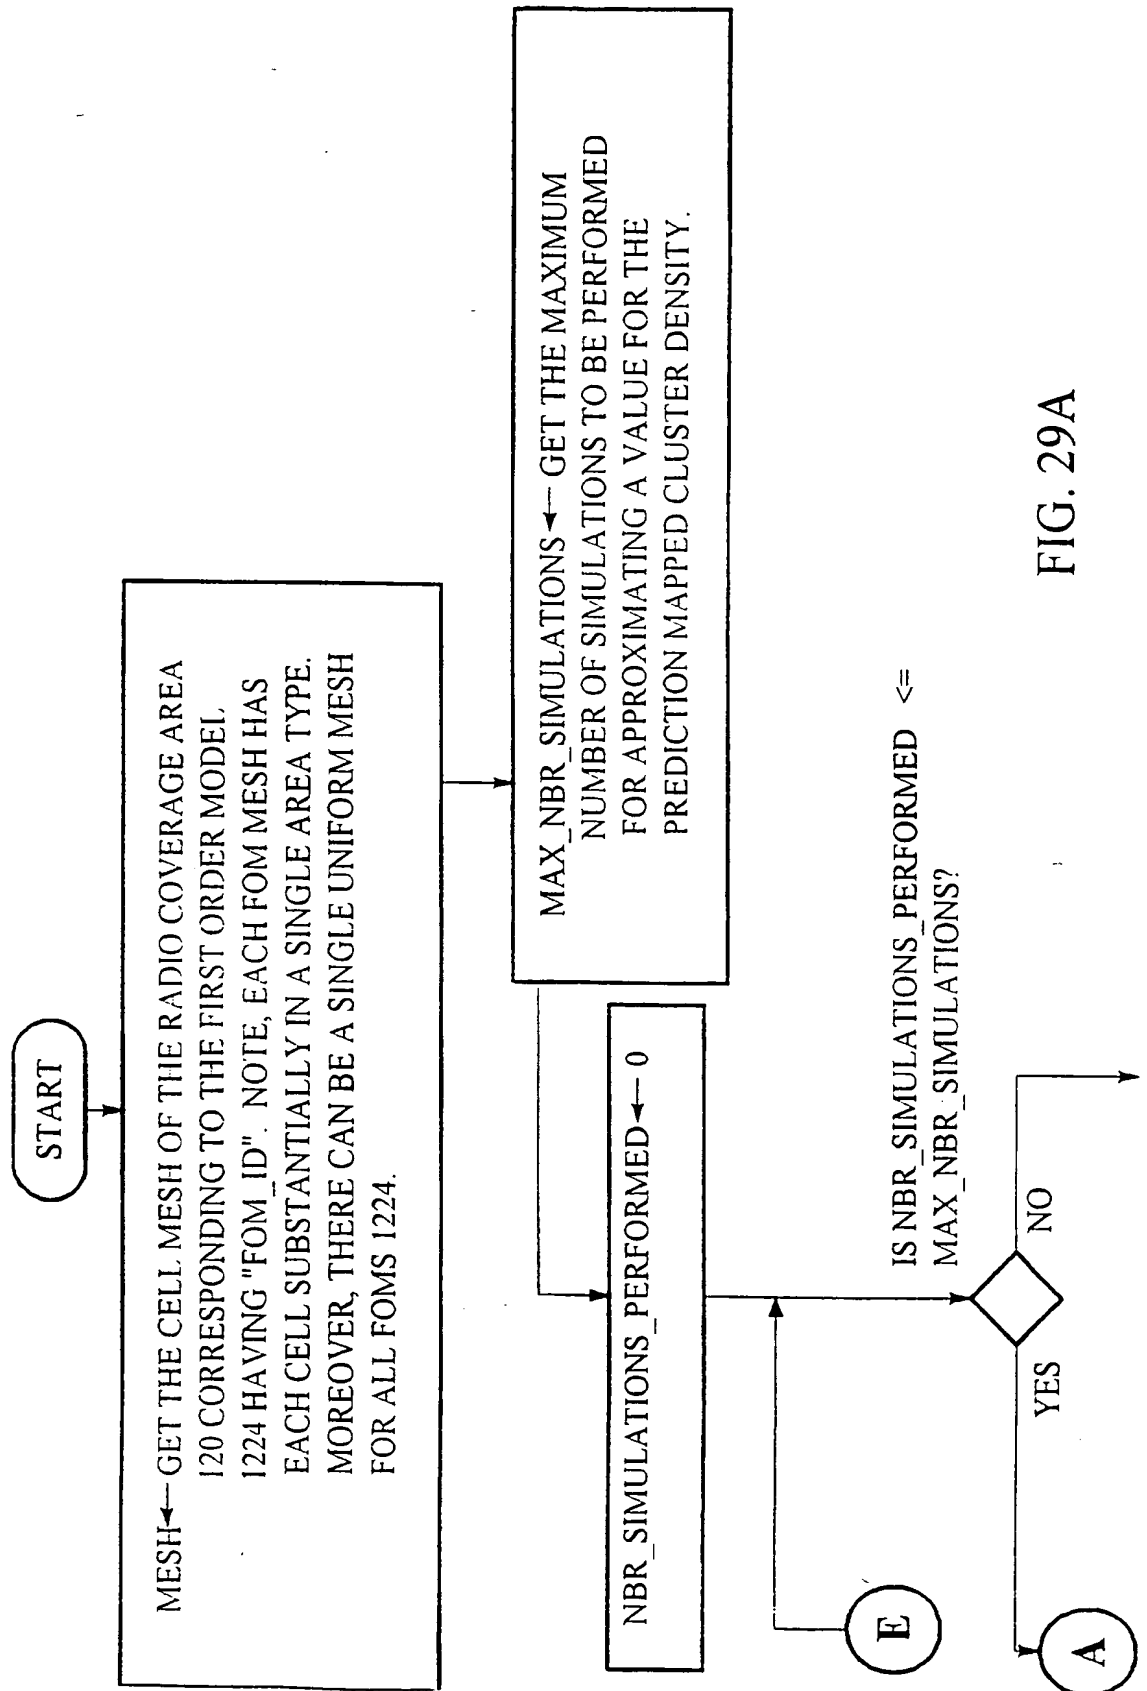 START
MESH ← GET THE CELL MESH OF THE RADIO COVERAGE AREA
120 CORRESPONDING TO THE FIRST ORDER MODEL
1224 HAVING "FOM_ID". NOTE, EACH FOM MESH HAS
EACH CELL SUBSTANTIALLY IN A SINGLE AREA TYPE.
MOREOVER, THERE CAN BE A SINGLE UNIFORM MESH
FOR ALL FOMS 1224.
MAX_NBR_SIMULATIONS ← GET THE MAXIMUM
NUMBER OF SIMULATIONS TO BE PERFORMED
FOR APPROXIMATING A VALUE FOR THE
PREDICTION MAPPED CLUSTER DENSITY.
NBR_SIMULATIONS_PERFORMED ← 0
E
IS NBR_SIMULATIONS_PERFORMED <=
MAX_NBR_SIMULATIONS?
YES
NO
A
FIG. 29A